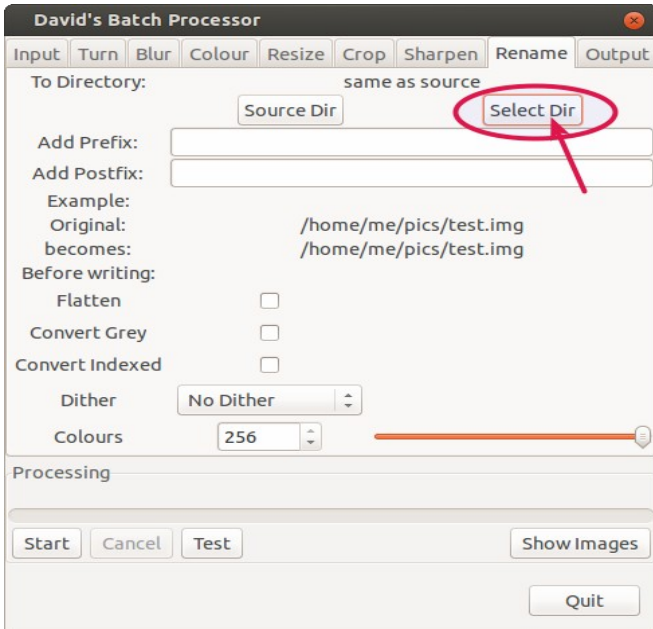 David's Batch Processor
Input Turn Blur Colour Resize Crop Sharpen Rename Output
To Directory: same as source
Source Dir Select Dir
Add Prefix:
Add Postfix:
Example:
Original: /home/me/pics/test.img
becomes: /home/me/pics/test.img
Before writing:
Flatten
Convert Grey
Convert Indexed
Dither No Dither
Colours 256
Processing
Start Cancel Test Show Images
Quit